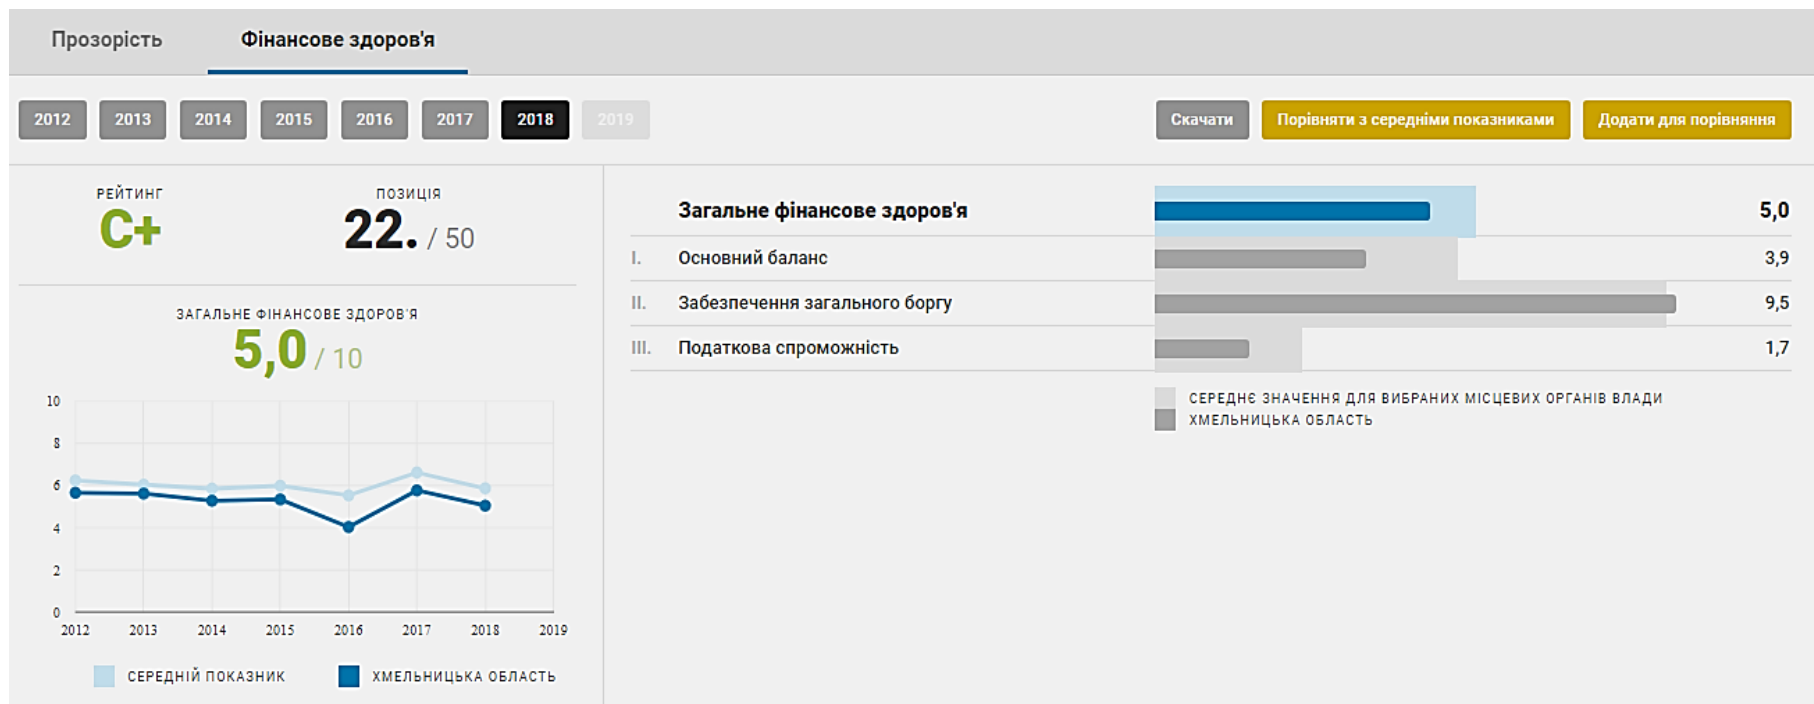 Прозорість Фінансове здоров'я
2012 2013 2014 2015 2016 2017 2018 2019 Скачати Порівняти з середніми показниками Додати для порівняння
РЕЙТИНГ ПОЗИЦІЯ
C+ 22. / 50
ЗАГАЛЬНЕ ФІНАНСОВЕ ЗДОРОВ'Я
5,0 / 10
10
8
6
4
2
0
2012 2013 2014 2015 2016 2017 2018 2019
СЕРЕДНІЙ ПОКАЗНИК ХМЕЛЬНИЦЬКА ОБЛАСТЬ
Загальне фінансове здоров'я 5,0
I. Основний баланс 3,9
II. Забезпечення загального боргу 9,5
III. Податкова спроможність 1,7
СЕРЕДНЄ ЗНАЧЕННЯ ДЛЯ ВИБРАНИХ МІСЦЕВИХ ОРГАНІВ ВЛАДИ
ХМЕЛЬНИЦЬКА ОБЛАСТЬ